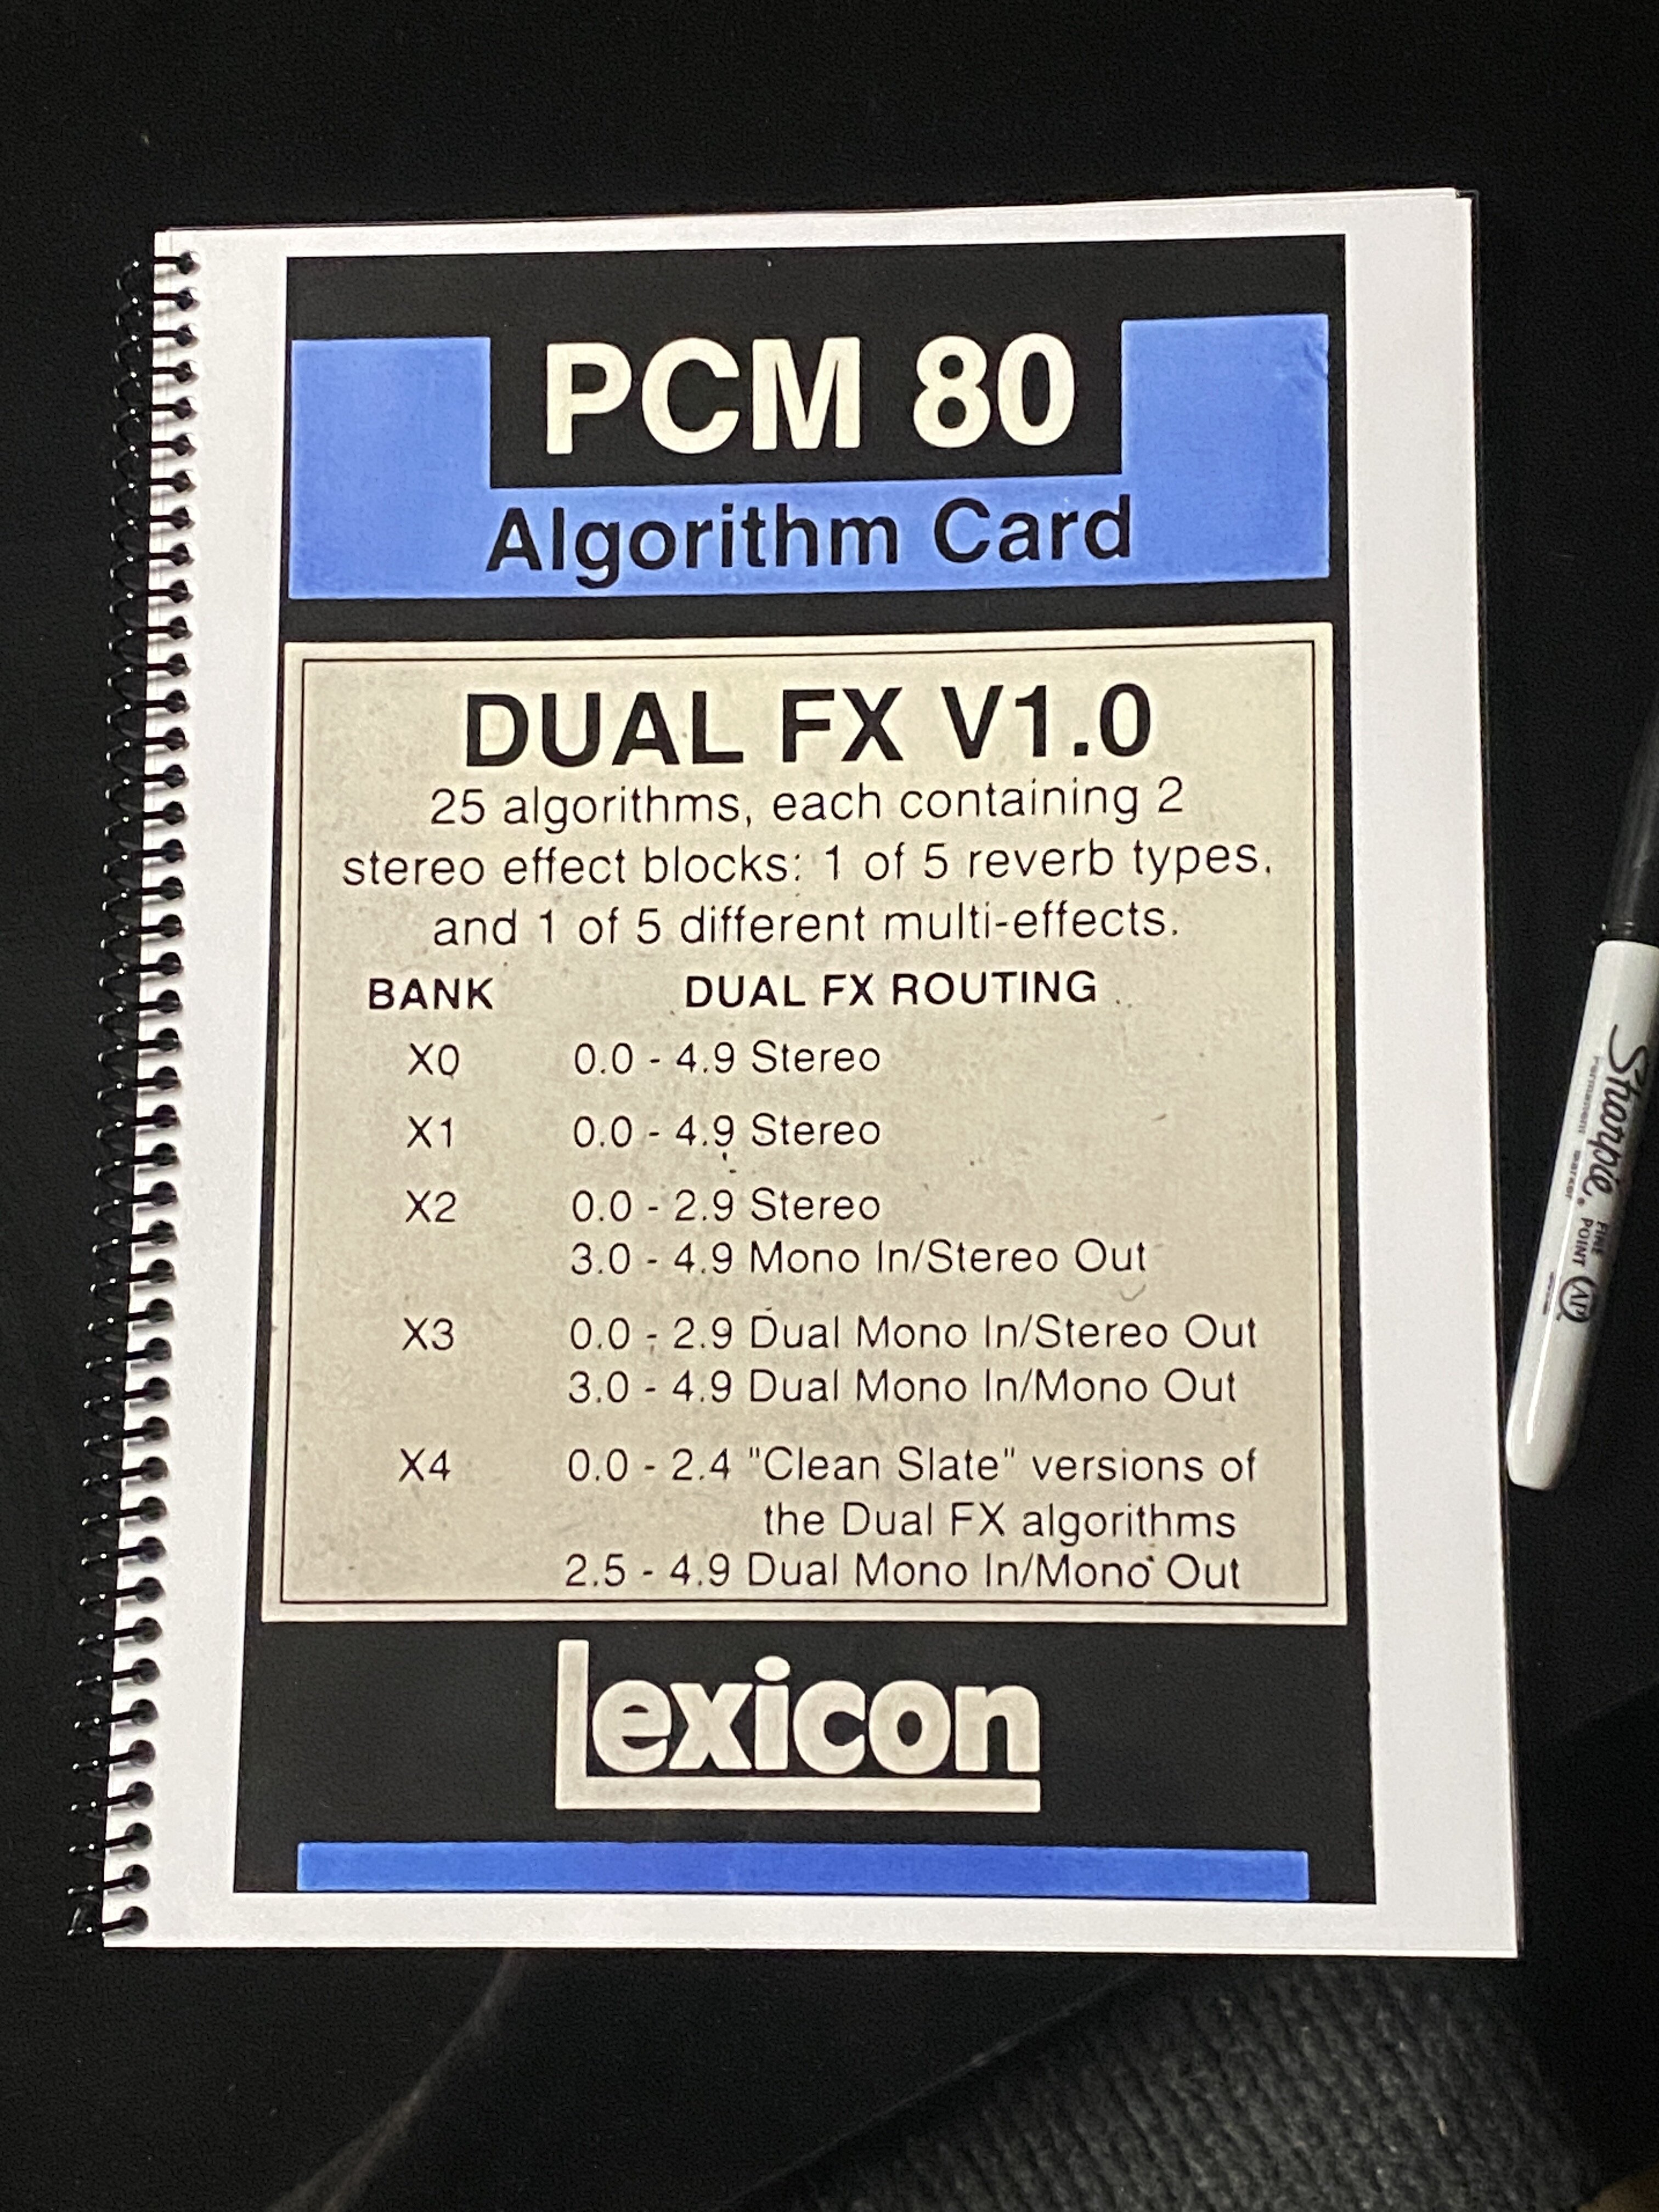 PCM 80
Algorithm Card
DUAL FX V1.0
25 algorithms, each containing 2
stereo effect blocks: 1 of 5 reverb types,
and 1 of 5 different multi-effects.
BANK DUAL FX ROUTING
X0 0.0 - 4.9 Stereo
X1 0.0 - 4.9 Stereo
X2 0.0 - 2.9 Stereo
3.0 - 4.9 Mono In/Stereo Out
X3 0.0 - 2.9 Dual Mono In/Stereo Out
3.0 - 4.9 Dual Mono In/Mono Out
X4 0.0 - 2.4 "Clean Slate" versions of
the Dual FX algorithms
2.5 - 4.9 Dual Mono In/Mono Out
lexicon
Sharpie.
Permanent marker
FINE
POINT
AP